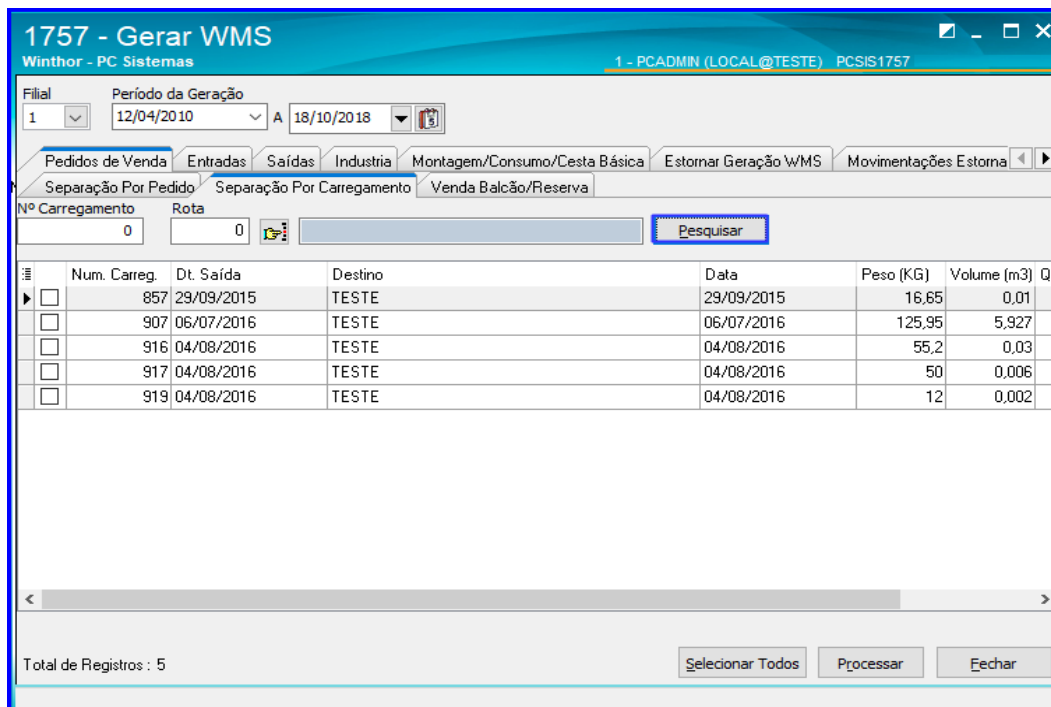 1757 - Gerar WMS
Winthor - PC Sistemas 1 - PCADMIN (LOCAL@TESTE) PCSIS1757
Filial Período da Geração
1 12/04/2010 A 18/10/2018
Pedidos de Venda Entradas Saídas Industria Montagem/Consumo/Cesta Básica Estornar Geração WMS Movimentações Estorna
Separação Por Pedido Separação Por Carregamento Venda Balcão/Reserva
Nº Carregamento Rota
0 0 Pesquisar
Num. Carreg. Dt. Saída Destino Data Peso (KG) Volume (m3) Q
857 29/09/2015 TESTE 29/09/2015 16,65 0,01
907 06/07/2016 TESTE 06/07/2016 125,95 5,927
916 04/08/2016 TESTE 04/08/2016 55,2 0,03
917 04/08/2016 TESTE 04/08/2016 50 0,006
919 04/08/2016 TESTE 04/08/2016 12 0,002
Total de Registros : 5 Selecionar Todos Processar Fechar